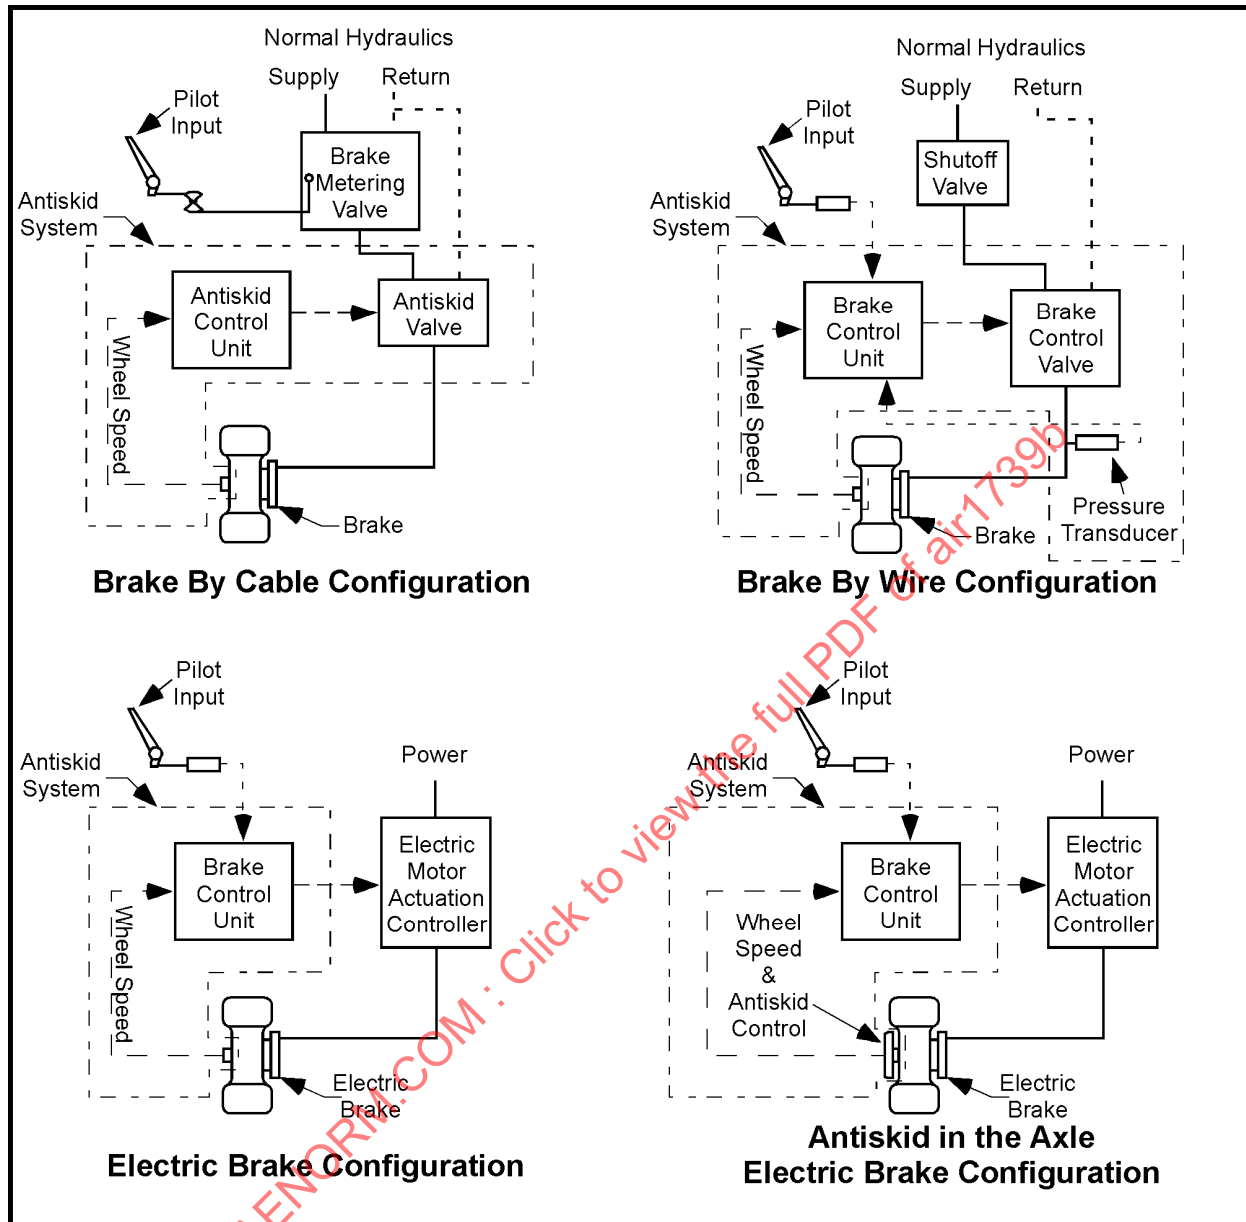 Normal Hydraulics
Supply
Return
Pilot
Input
Brake
Metering
Valve
Antiskid
System
Antiskid
Control
Unit
Antiskid
Valve
Wheel Speed
Brake
Brake By Cable Configuration
Normal Hydraulics
Supply
Return
Pilot
Input
Shutoff
Valve
Antiskid
System
Brake
Control
Unit
Brake
Control
Valve
Wheel Speed
Pressure
Transducer
Brake
Brake By Wire Configuration
Pilot
Input
Antiskid
System
Power
Brake
Control
Unit
Electric
Motor
Actuation
Controller
Wheel Speed
Electric
Brake
Electric Brake Configuration
Pilot
Input
Antiskid
System
Power
Brake
Control
Unit
Electric
Motor
Actuation
Controller
Wheel
Speed
&
Antiskid
Control
Electric
Brake
Antiskid in the Axle
Electric Brake Configuration
LENORM.COM : Click to view the full PDF of air1739b